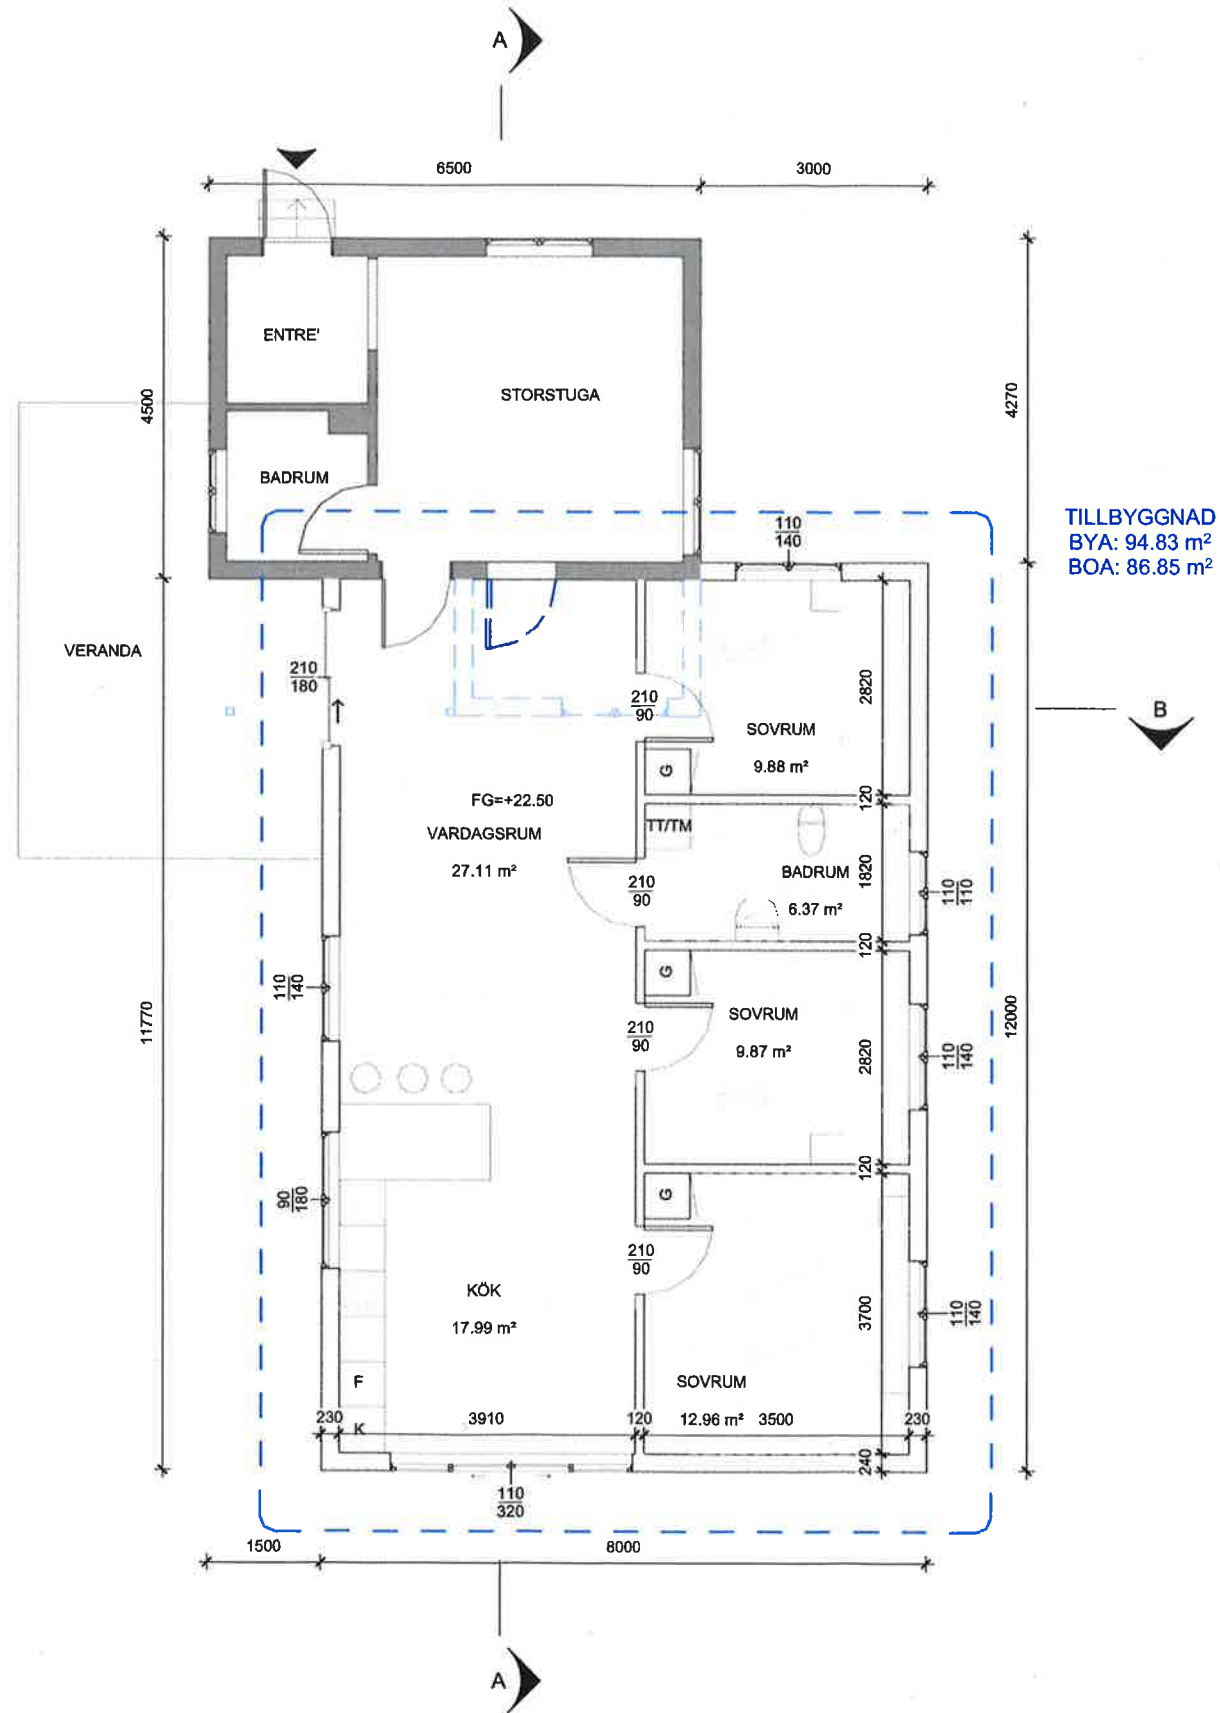 A
6500
3000
ENTRE'
STORSTUGA
4500
4270
BADRUM
110
140
TILLBYGGNAD
BYA: 94.83 m²
BOA: 86.85 m²
VERANDA
210
180
210
90
2820
SOVRUM
9.88 m²
B
G
120
FG=+22.50
VARDAGSRUM
27.11 m²
TT/TM
BADRUM
6.37 m²
1820
210
90
110
110
120
G
110
140
11770
SOVRUM
9.87 m²
210
90
2820
110
140
12000
120
G
90
180
210
90
KÖK
17.99 m²
3700
110
140
F
SOVRUM
12.96 m²
K
230
3910
120
3500
230
240
110
320
1500
8000
A